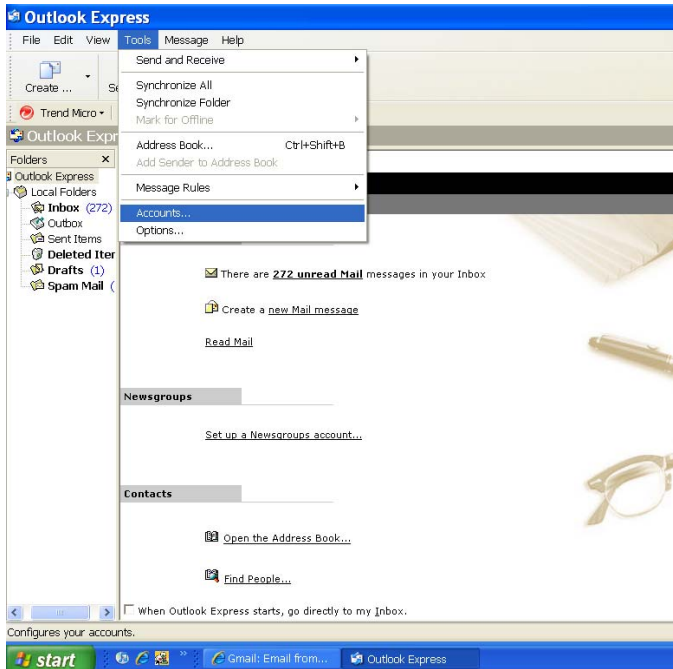 Outlook Express
File Edit View Tools Message Help
Create ...
Trend Micro
Outlook Expr
Folders x
Outlook Express
Local Folders
Inbox (272)
Outbox
Sent Items
Deleted Iter
Drafts (1)
Spam Mail (
Send and Receive
Synchronize All
Synchronize Folder
Mark for Offline
Address Book... Ctrl+Shift+B
Add Sender to Address Book
Message Rules
Accounts...
Options...
There are 272 unread Mail messages in your Inbox
Create a new Mail message
Read Mail
Newsgroups
Set up a Newsgroups account...
Contacts
Open the Address Book...
Find People...
When Outlook Express starts, go directly to my Inbox.
Configures your accounts.
start Gmail: Email from... Outlook Express